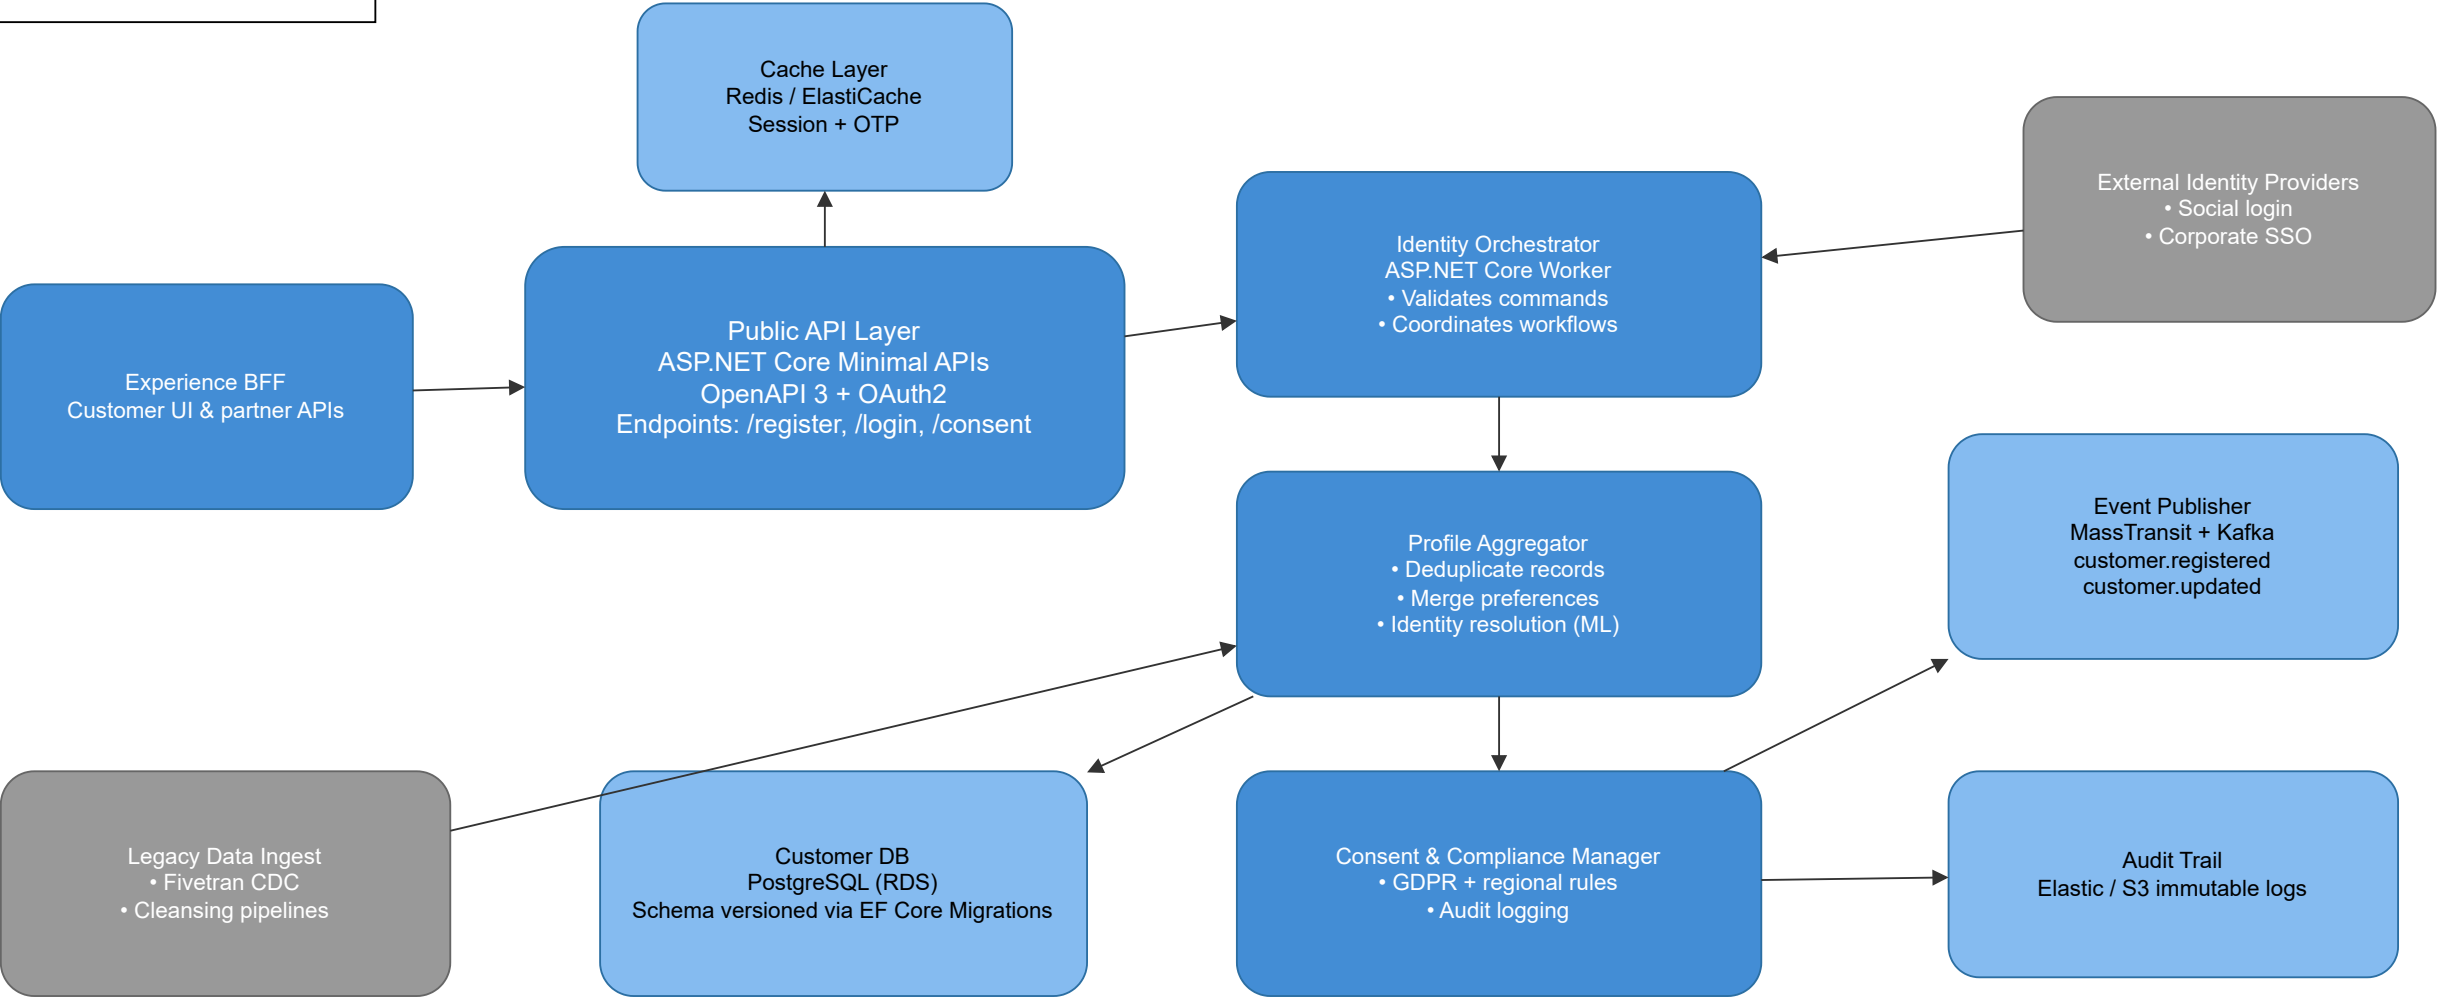 Cache Layer
Redis / ElastiCache
Session + OTP
External Identity Providers
• Social login
• Corporate SSO
Identity Orchestrator
ASP.NET Core Worker
• Validates commands
• Coordinates workflows
Public API Layer
ASP.NET Core Minimal APIs
OpenAPI 3 + OAuth2
Endpoints: /register, /login, /consent
Experience BFF
Customer UI & partner APIs
Profile Aggregator
• Deduplicate records
• Merge preferences
• Identity resolution (ML)
Event Publisher
MassTransit + Kafka
customer.registered
customer.updated
Legacy Data Ingest
• Fivetran CDC
• Cleansing pipelines
Customer DB
PostgreSQL (RDS)
Schema versioned via EF Core Migrations
Consent & Compliance Manager
• GDPR + regional rules
• Audit logging
Audit Trail
Elastic / S3 immutable logs